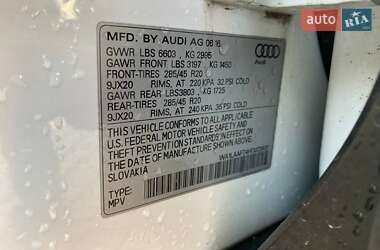 auto RIA.com
MFD. BY AUDI AG 08 16
GVWR LBS 6603 , KG 2995
GAWR FRONT LBS 3197 , KG 1450
FRONT-TIRES 285/45 R20
9JX20 RIMS, AT 220 KPA 32 PSI COLD
GAWR REAR LBS3803 , KG 1725
REAR-TIRES 285/45 R20
9JX20 RIMS, AT 240 KPA 35 PSI COLD
Audi
THIS VEHICLE CONFORMS TO ALL APPLICABLE
U.S. FEDERAL MOTOR VEHICLE SAFETY AND
THEFT PREVENTION STANDARDS IN EFFECT ON
THE DATE OF MANUFACTURE SHOWN ABOVE.
SLOVAKIA
TYPE:
MPV